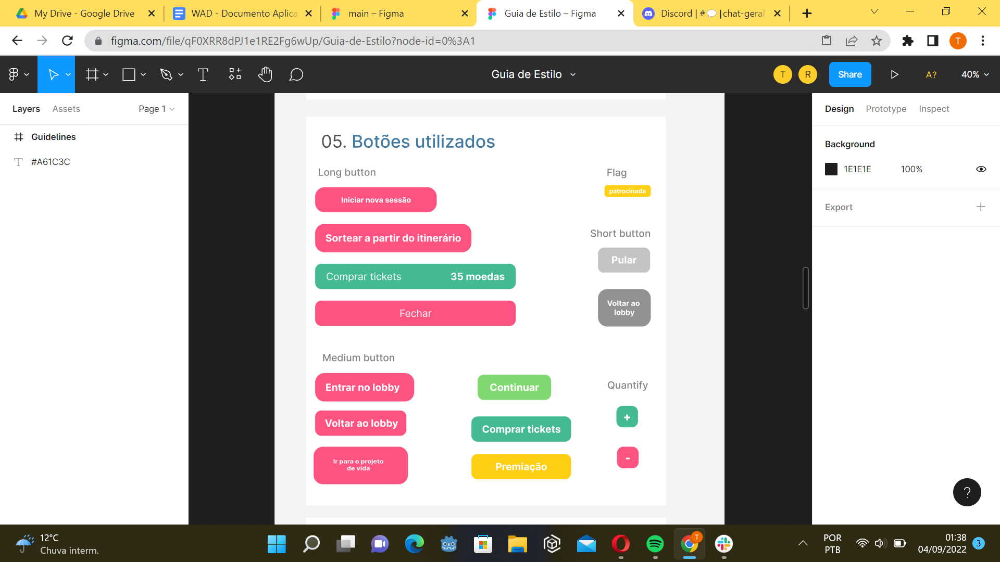 My Drive - Google Drive
WAD - Documento Aplica
main – Figma
Guia de Estilo – Figma
Discord | #💬 |chat-geral
figma.com/file/qF0XRR8dPJ1e1RE2Fg6wUp/Guia-de-Estilo?node-id=0%3A1
T
Guia de Estilo
T
R
Share
A?
40%
Layers
Assets
Page 1
Design
Prototype
Inspect
Guidelines
#A61C3C
Background
1E1E1E
100%
Export
05. Botões utilizados
Long button
Flag
Iniciar nova sessão
patrocinada
Sortear a partir do itinerário
Short button
Pular
Comprar tickets
35 moedas
Fechar
Voltar ao
lobby
Medium button
Entrar no lobby
Continuar
Quantify
Voltar ao lobby
+
Comprar tickets
Ir para o projeto
de vida
Premiação
-
?
12°C
Chuva interm.
T
POR
PTB
01:38
04/09/2022
3